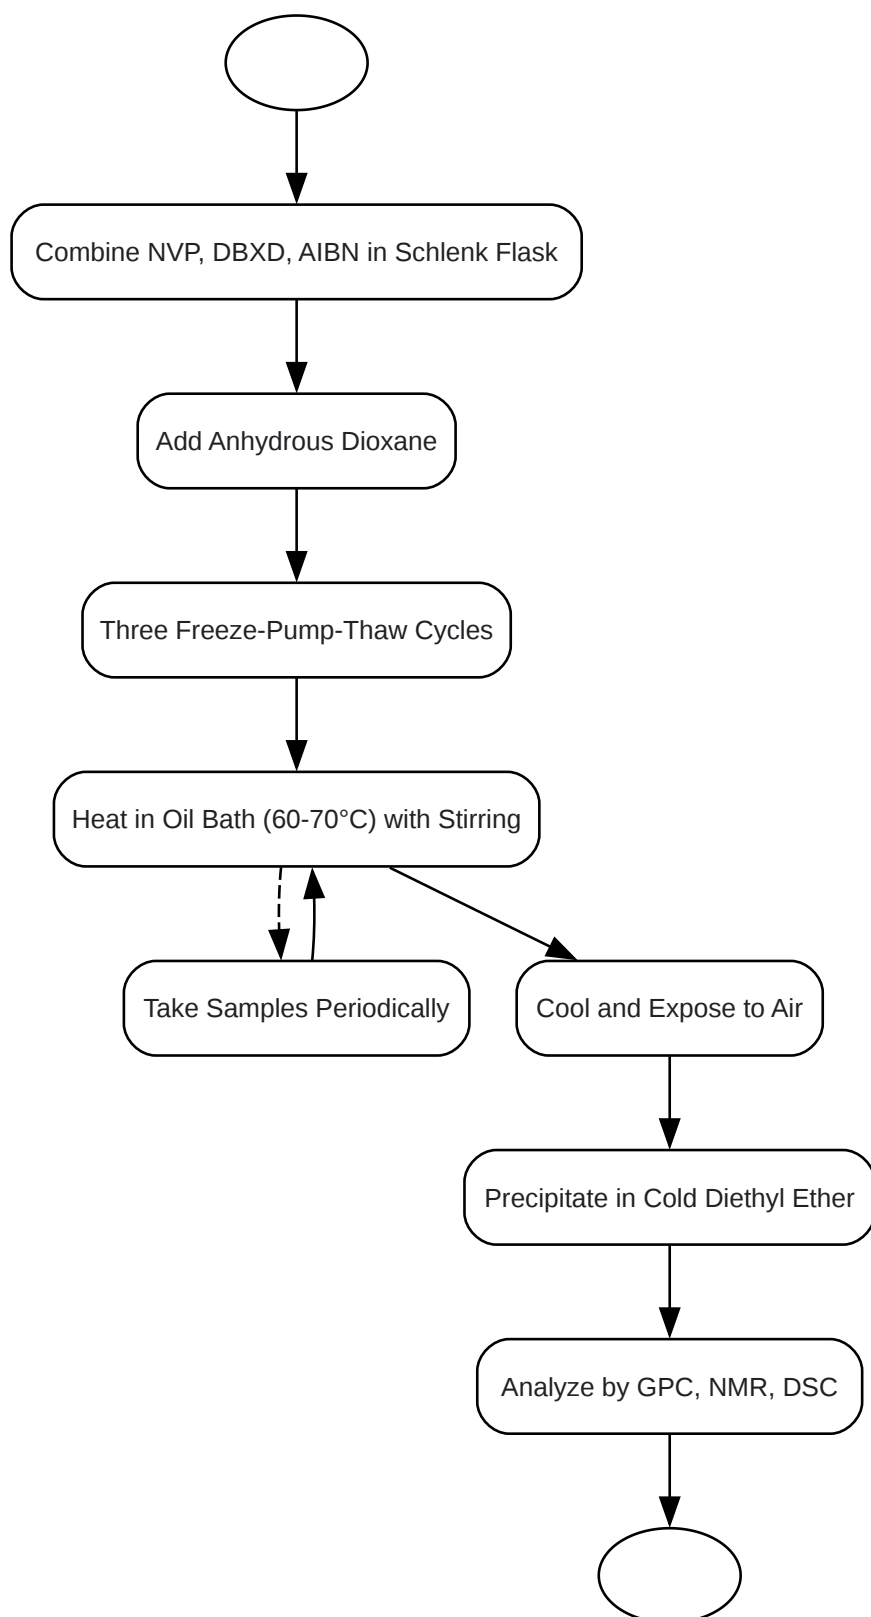 Combine NVP, DBXD, AIBN in Schlenk Flask
Add Anhydrous Dioxane
Three Freeze-Pump-Thaw Cycles
Heat in Oil Bath (60-70°C) with Stirring
Take Samples Periodically
Cool and Expose to Air
Precipitate in Cold Diethyl Ether
Analyze by GPC, NMR, DSC